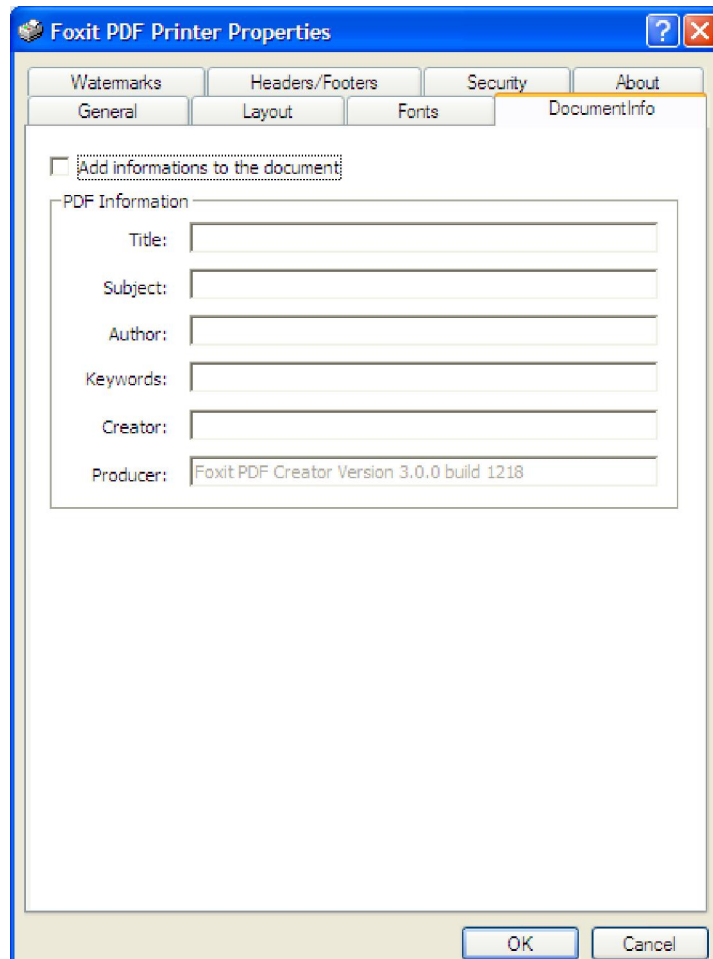 Foxit PDF Printer Properties
Watermarks Headers/Footers Security About
General Layout Fonts DocumentInfo
Add informations to the document
PDF Information
Title:
Subject:
Author:
Keywords:
Creator:
Producer: Foxit PDF Creator Version 3.0.0 build 1218
OK Cancel